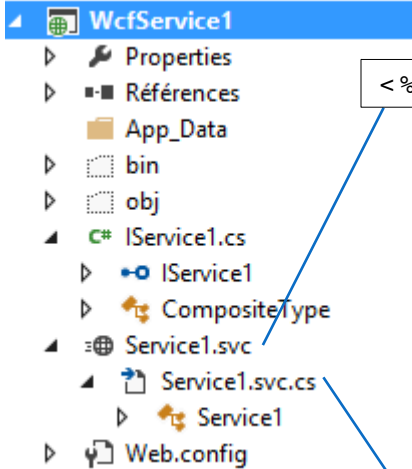 WcfService1
Properties
Références
<%
App_Data
bin
obj
C# IService1.cs
IService1
CompositeType
Service1.svc
Service1.svc.cs
Service1
Web.config